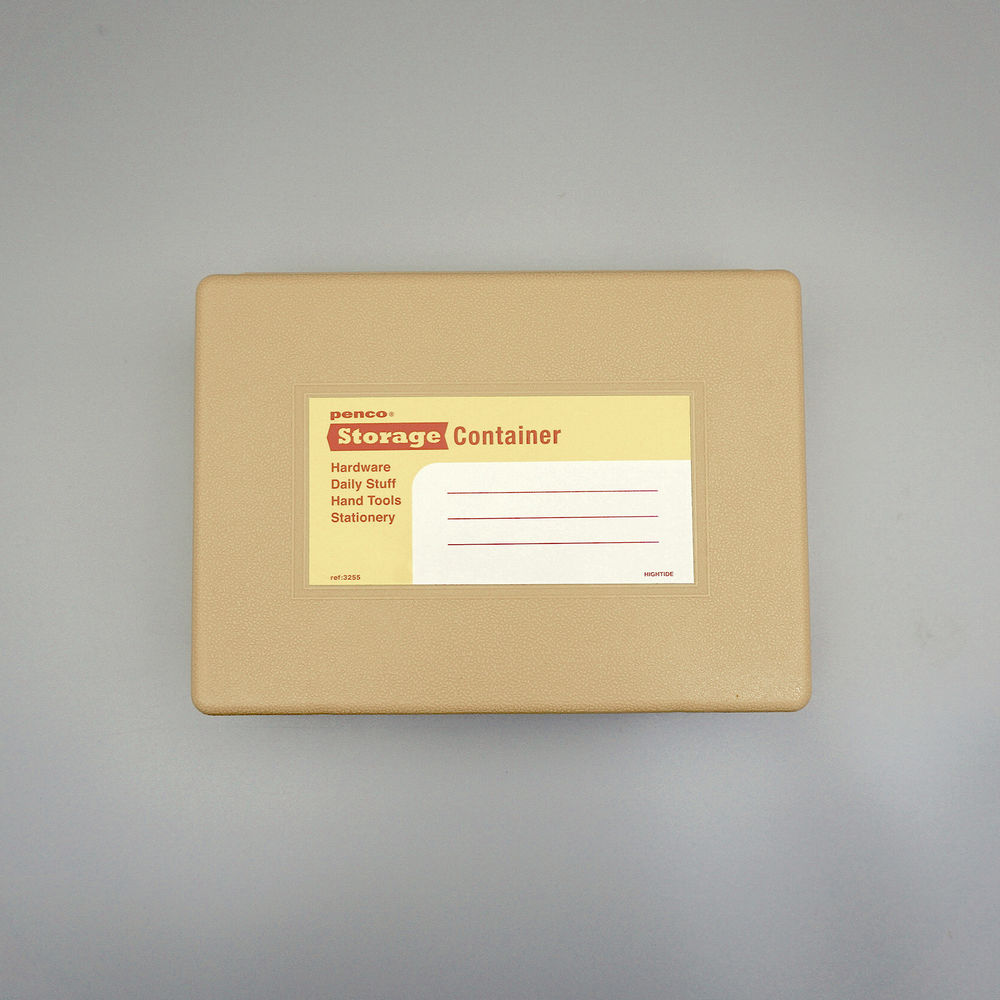 penco®
Storage Container
Hardware
Daily Stuff
Hand Tools
Stationery
ref:3255
HIGHTIDE